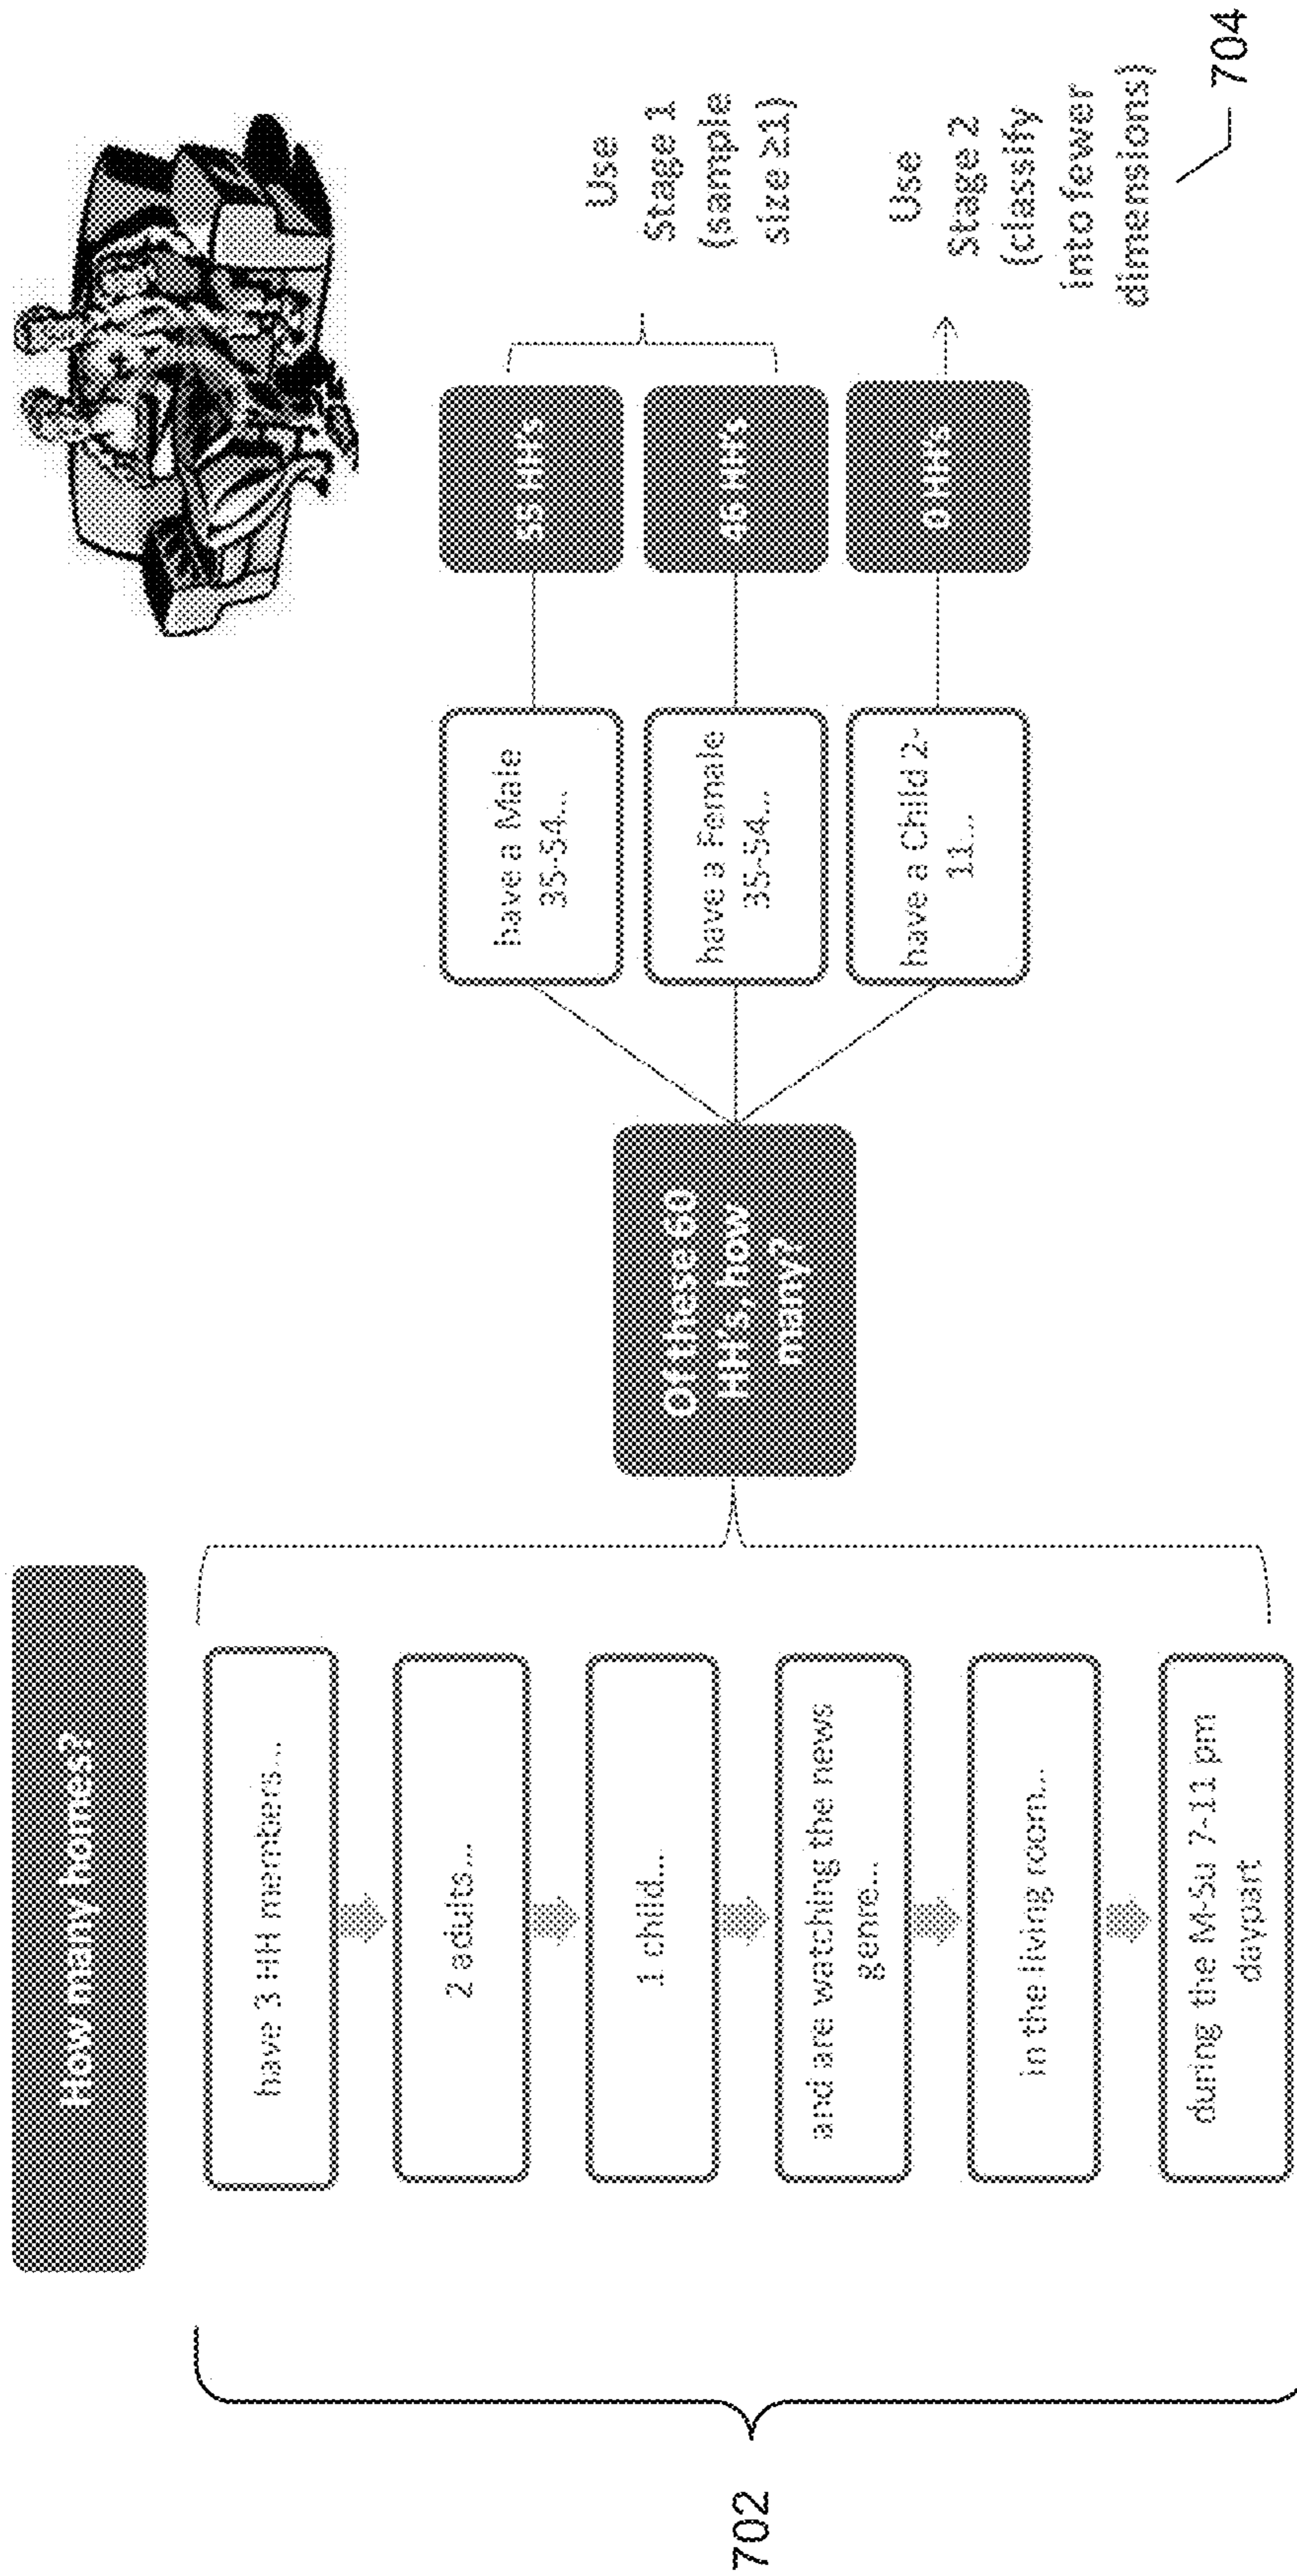 How many homes?
have 3 HH members...
2 adults...
1 child...
and are watching the news
genre...
in the living room...
during the M-Su 7-11 pm
daypart
702
Of these 60
HH's, how
many?
have a Male
35-54...
have a Female
35-54...
have a Child 2-
11...
55 HH's
46 HH's
0 HH's
Use
Stage 1
(sample
size ≥1)
Use
Stage 2
(classify
into fewer
dimensions)
704